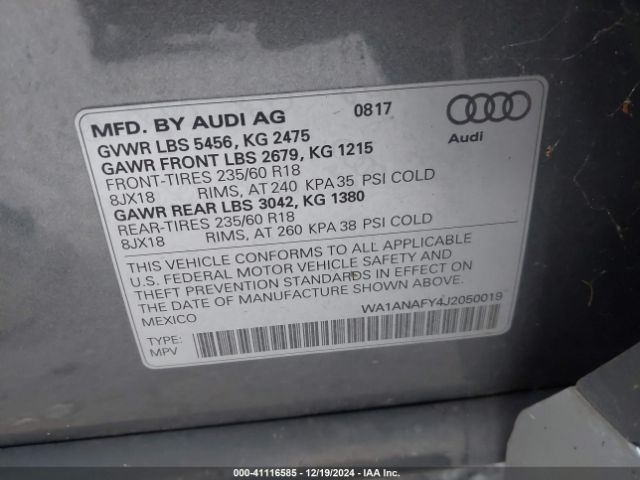 MFD. BY AUDI AG 0817
Audi
GVWR LBS 5456, KG 2475
GAWR FRONT LBS 2679, KG 1215
FRONT-TIRES 235/60 R18
8JX18 RIMS, AT 240 KPA 35 PSI COLD
GAWR REAR LBS 3042, KG 1380
REAR-TIRES 235/60 R18
8JX18 RIMS, AT 260 KPA 38 PSI COLD
THIS VEHICLE CONFORMS TO ALL APPLICABLE
U.S. FEDERAL MOTOR VEHICLE SAFETY AND
THEFT PREVENTION STANDARDS IN EFFECT ON
THE DATE OF MANUFACTURE SHOWN ABOVE.
MEXICO WA1ANAFY4J2050019
TYPE:
MPV
000-41116585 - 12/19/2024 - IAA Inc.